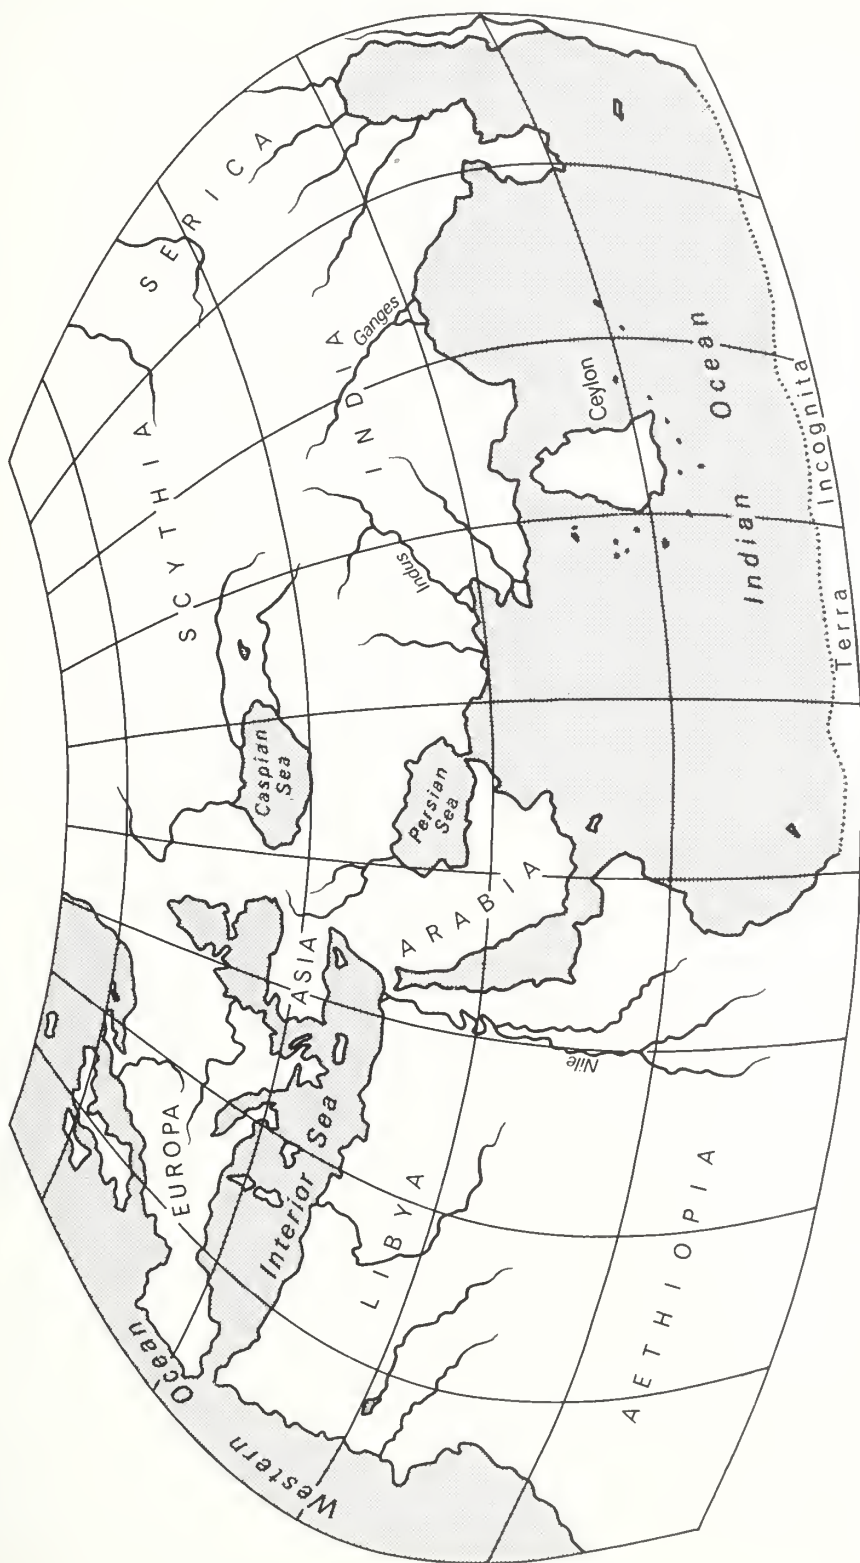 SERICA
SCYTHIA
INDIA
Ganges
Indus
Ceylon
Indian Ocean
Terra Incognita
Caspian
Sea
Persian
Sea
ARABIA
ASIA
EUROPA
Interior Sea
Nile
LIBYA
AETHIOPIA
Western Ocean